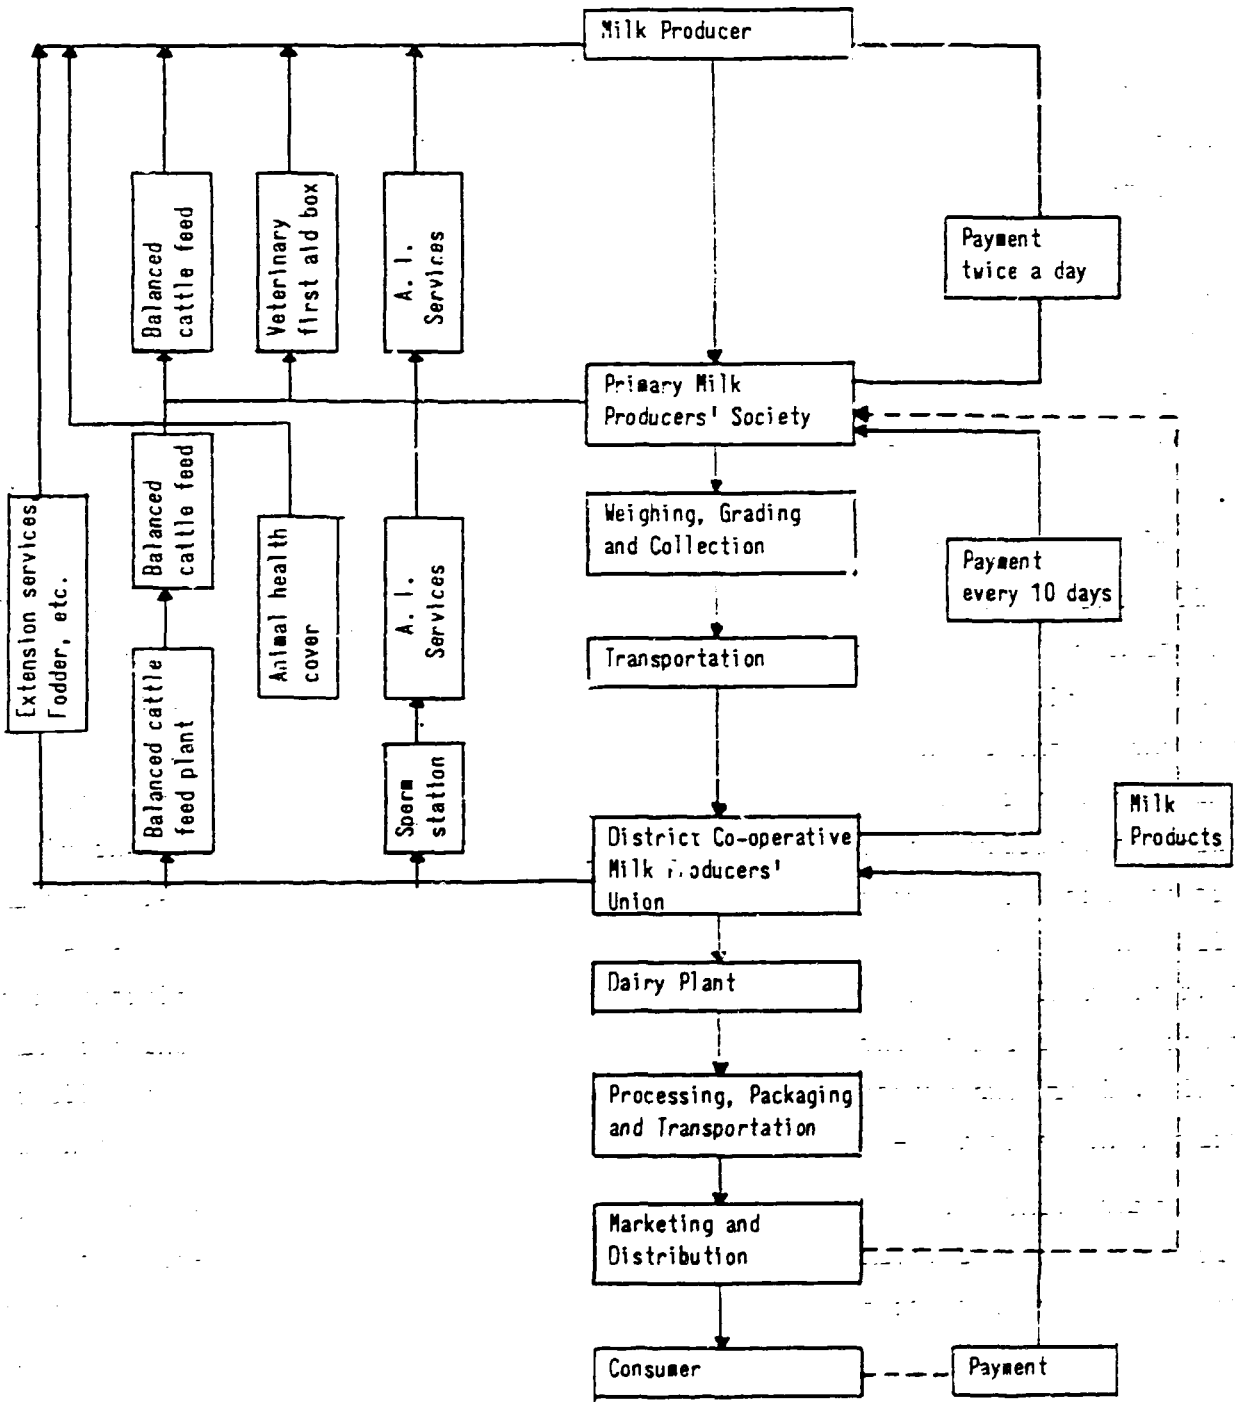 Milk Producer
Balanced
cattle feed
Veterinary
first aid box
A. I.
Services
Payment
twice a day
Primary Milk
Producers' Society
Balanced
cattle feed
Extension services,
Fodder, etc.
Animal health
cover
A. I.
Services
Weighing, Grading
and Collection
Payment
every 10 days
Transportation
Balanced cattle
feed plant
Sperm
station
Milk
Products
District Co-operative
Milk Producers'
Union
Dairy Plant
Processing, Packaging
and Transportation
Marketing and
Distribution
Consumer
Payment